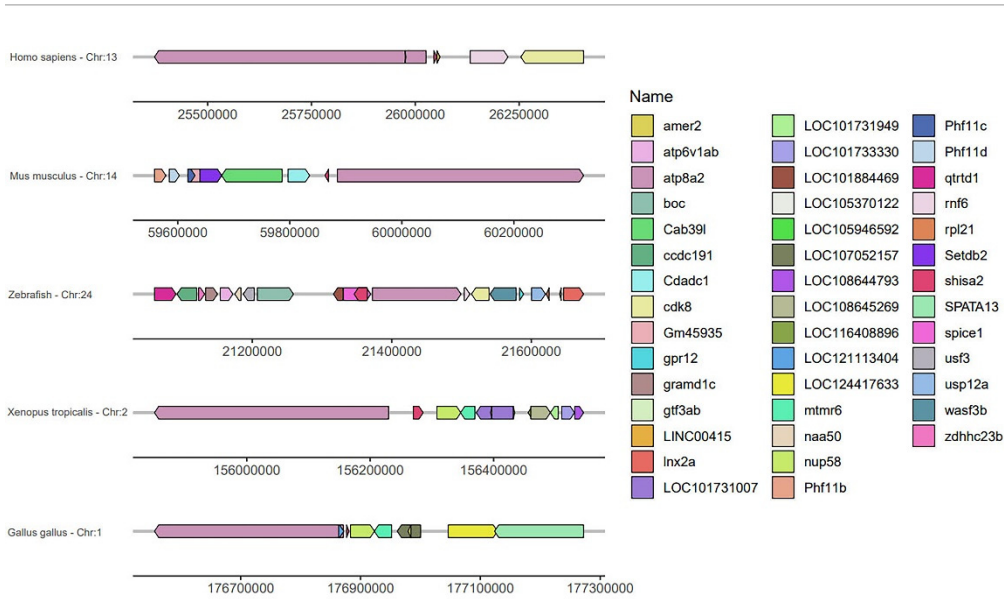 Homo sapiens - Chr:13
25500000 25750000 26000000 26250000
Mus musculus - Chr:14
59600000 59800000 60000000 60200000
Zebrafish - Chr:24
21200000 21400000 21600000
Xenopus tropicalis - Chr:2
156000000 156200000 156400000
Gallus gallus - Chr:1
176700000 176900000 177100000 177300000
Name
amer2
atp6v1ab
atp8a2
boc
Cab39l
ccdc191
Cdadc1
cdk8
Gm45935
gpr12
gramd1c
gtf3ab
LINC00415
lnx2a
LOC101731007
LOC101731949
LOC101733330
LOC101884469
LOC105370122
LOC105946592
LOC107052157
LOC108644793
LOC108645269
LOC116408896
LOC121113404
LOC124417633
mtmr6
naa50
nup58
Phf11b
Phf11c
Phf11d
qtrtd1
rnf6
rpl21
Setdb2
shisa2
SPATA13
spice1
usf3
usp12a
wasf3b
zdhhc23b